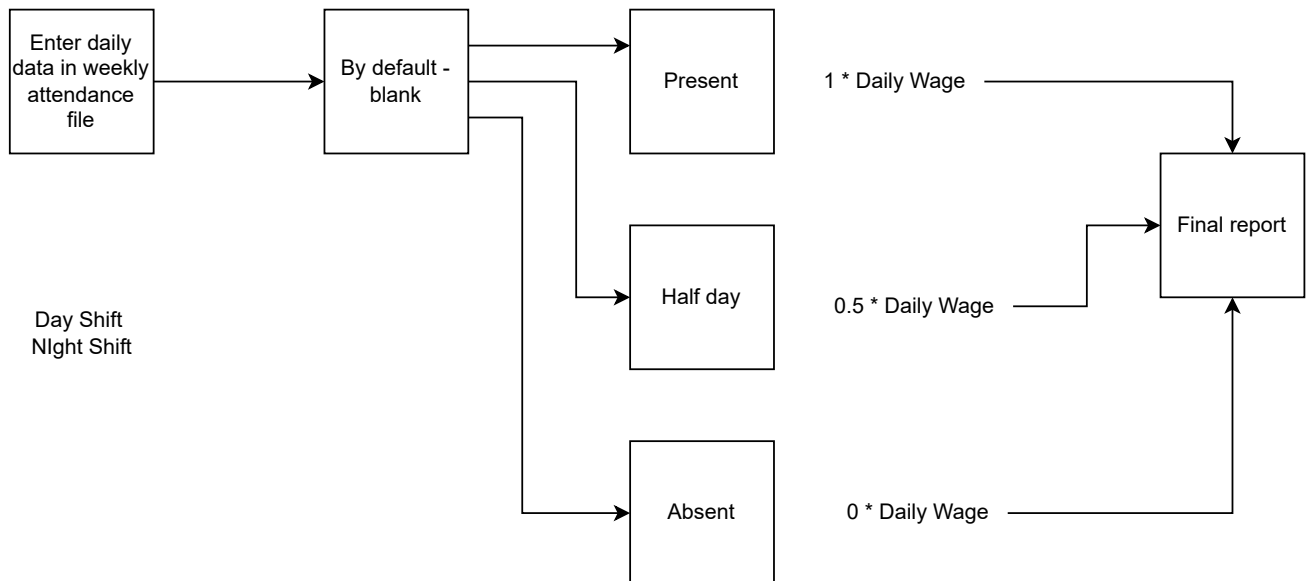 Enter daily
data in weekly
attendance
file
By default -
blank
Present
1 * Daily Wage
Final report
Half day
0.5 * Daily Wage
Day Shift
NIght Shift
Absent
0 * Daily Wage